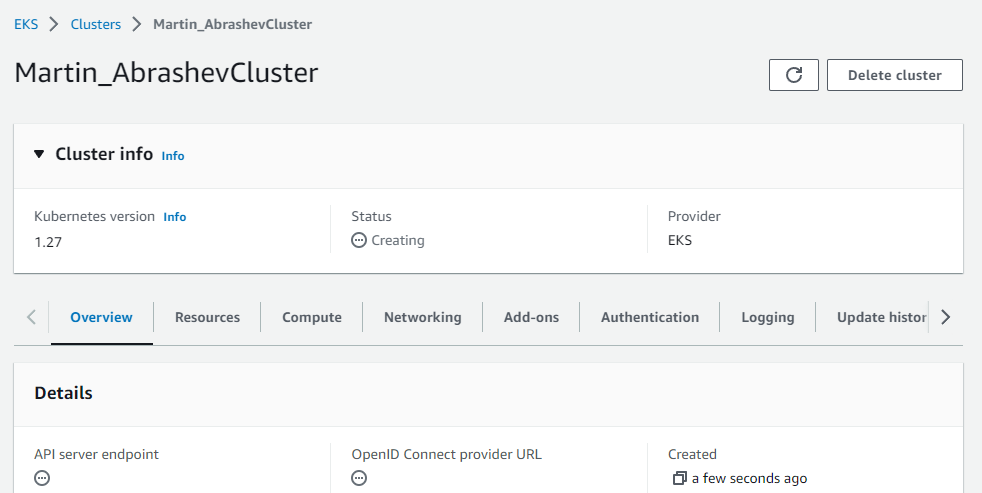 EKS > Clusters > Martin_AbrashevCluster
Martin_AbrashevCluster
Delete cluster
Cluster info Info
Kubernetes version Info
1.27
Status
Creating
Provider
EKS
Overview Resources Compute Networking Add-ons Authentication Logging Update histor
Details
API server endpoint
OpenID Connect provider URL
Created
a few seconds ago